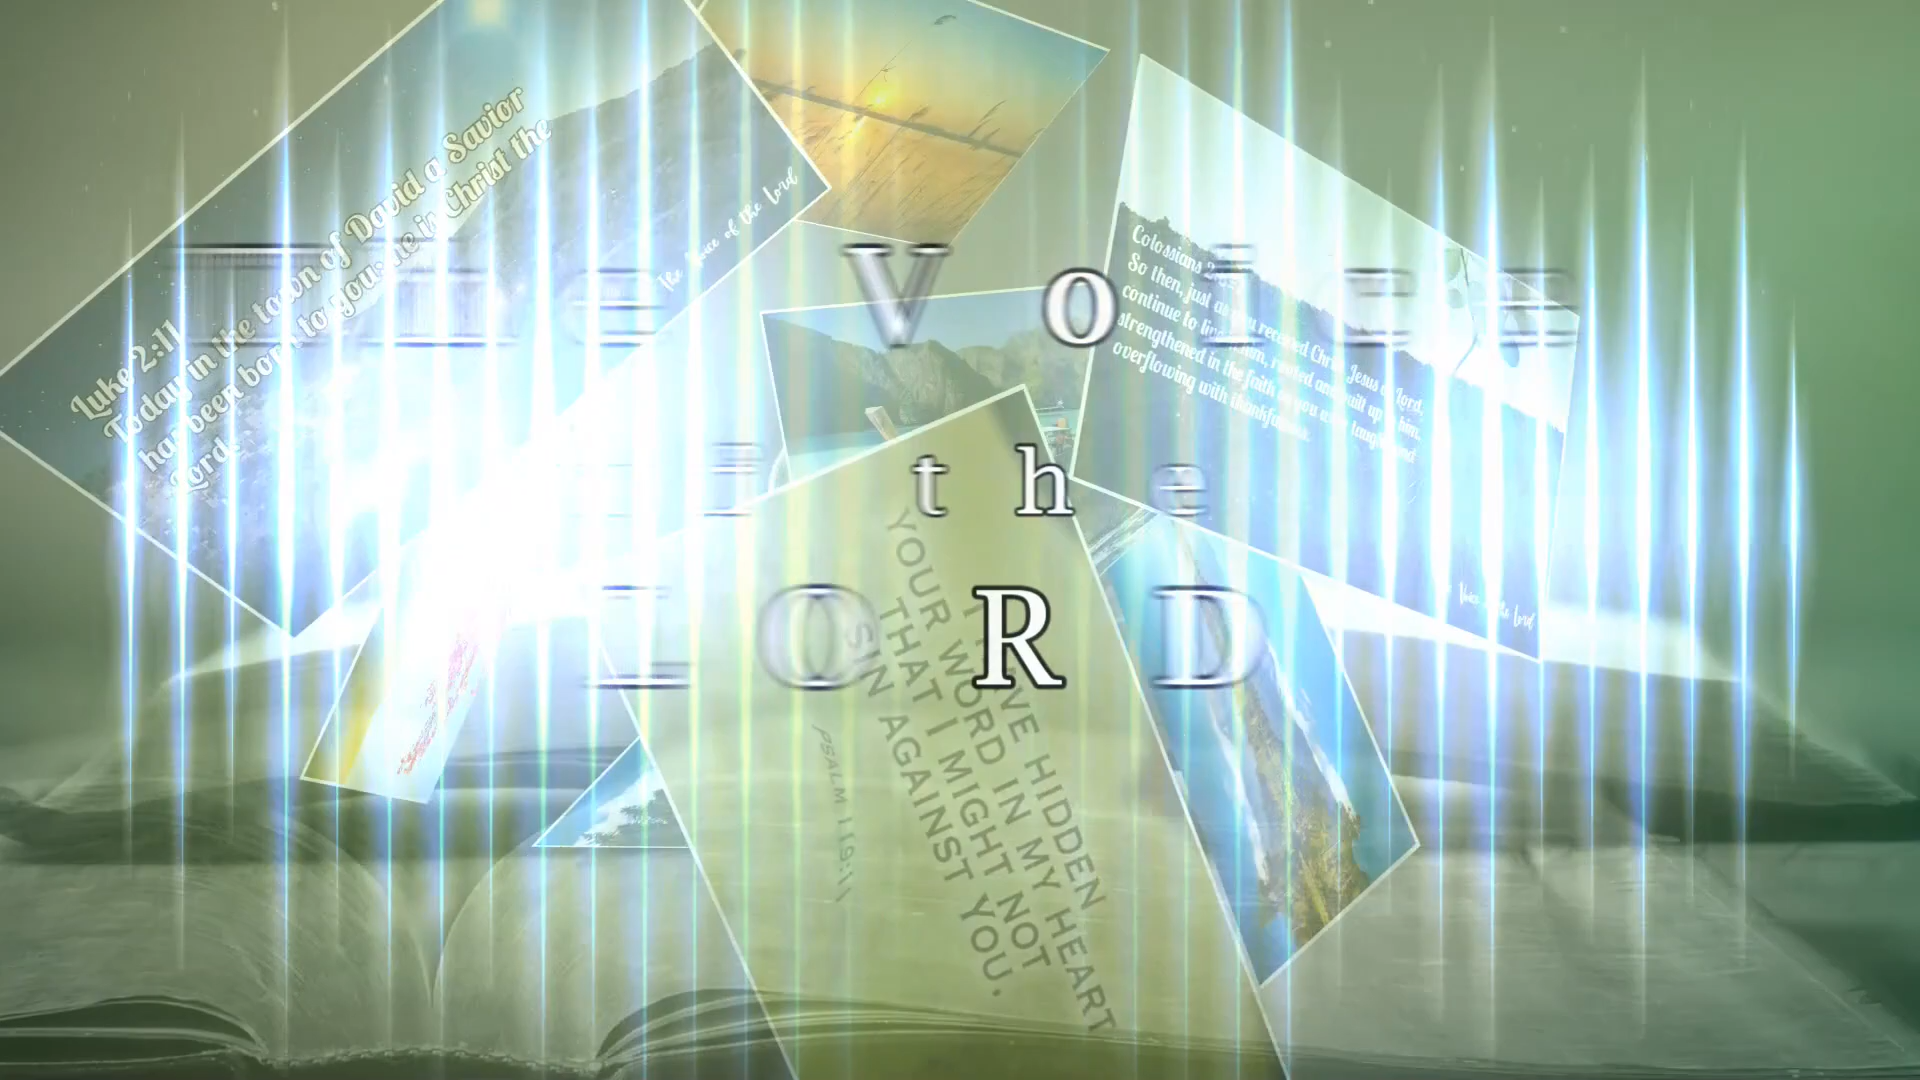 Luke 2:11
Today in the town of David a Savior
has been born to you; he is Christ the
Lord.
The Voice of the Lord
The Voice
the
LORD
Colossians
So then, just as you received Christ Jesus as Lord,
continue to live in him, rooted and built up in him,
strengthened in the faith as you were taught, and
overflowing with thankfulness.
Voice of the Lord
I HAVE HIDDEN
YOUR WORD IN MY HEART
THAT I MIGHT NOT
SIN AGAINST YOU.
PSALM 119:11